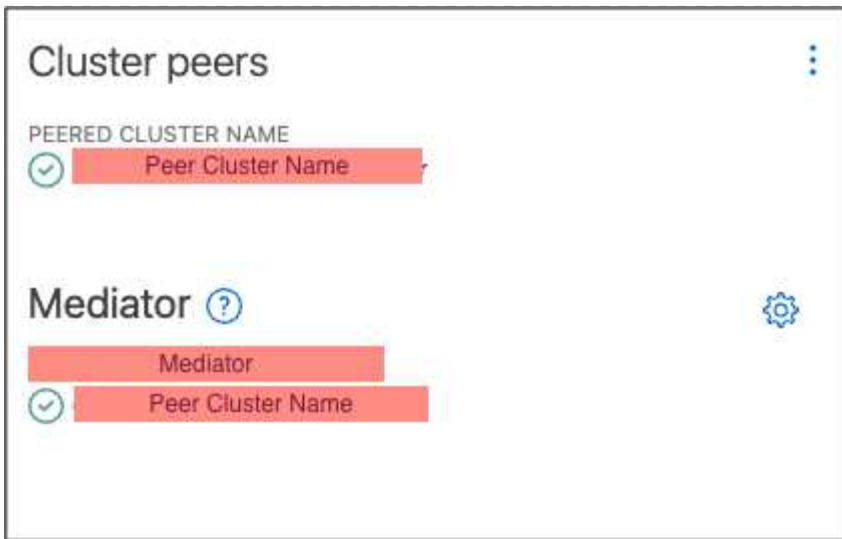 Cluster peers
PEERED CLUSTER NAME
Peer Cluster Name
Mediator ?
Mediator
Peer Cluster Name